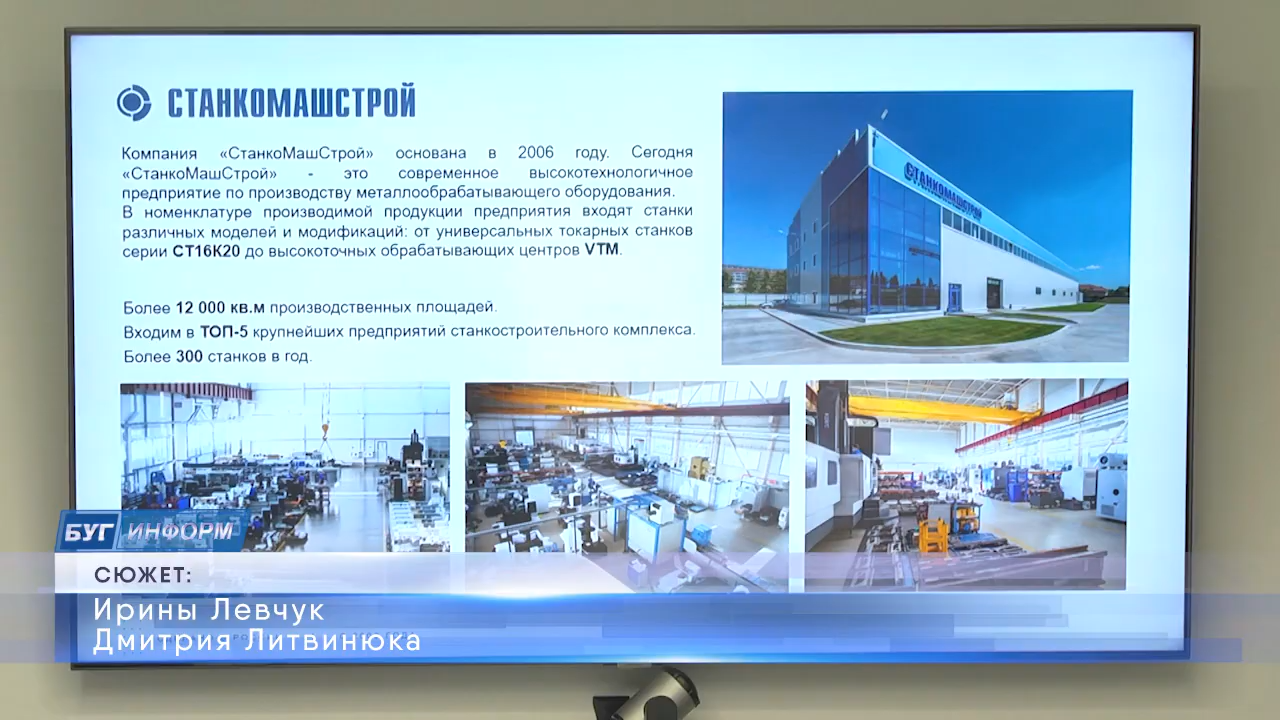 СТАНКОМАШСТРОЙ
Компания «СтанкоМашСтрой» основана в 2006 году. Сегодня
«СтанкоМашСтрой» - это современное высокотехнологичное
предприятие по производству металлообрабатывающего оборудования.
В номенклатуре производимой продукции предприятия входят станки
различных моделей и модификаций: от универсальных токарных станков
серии СТ16К20 до высокоточных обрабатывающих центров VTM.
Более 12 000 кв.м производственных площадей.
Входим в ТОП-5 крупнейших предприятий станкостроительного комплекса.
Более 300 станков в год.
СТАНКОМАШСТРОЙ
БУГ ИНФОРМ
СЮЖЕТ:
Ирины Левчук
Дмитрия Литвинюка